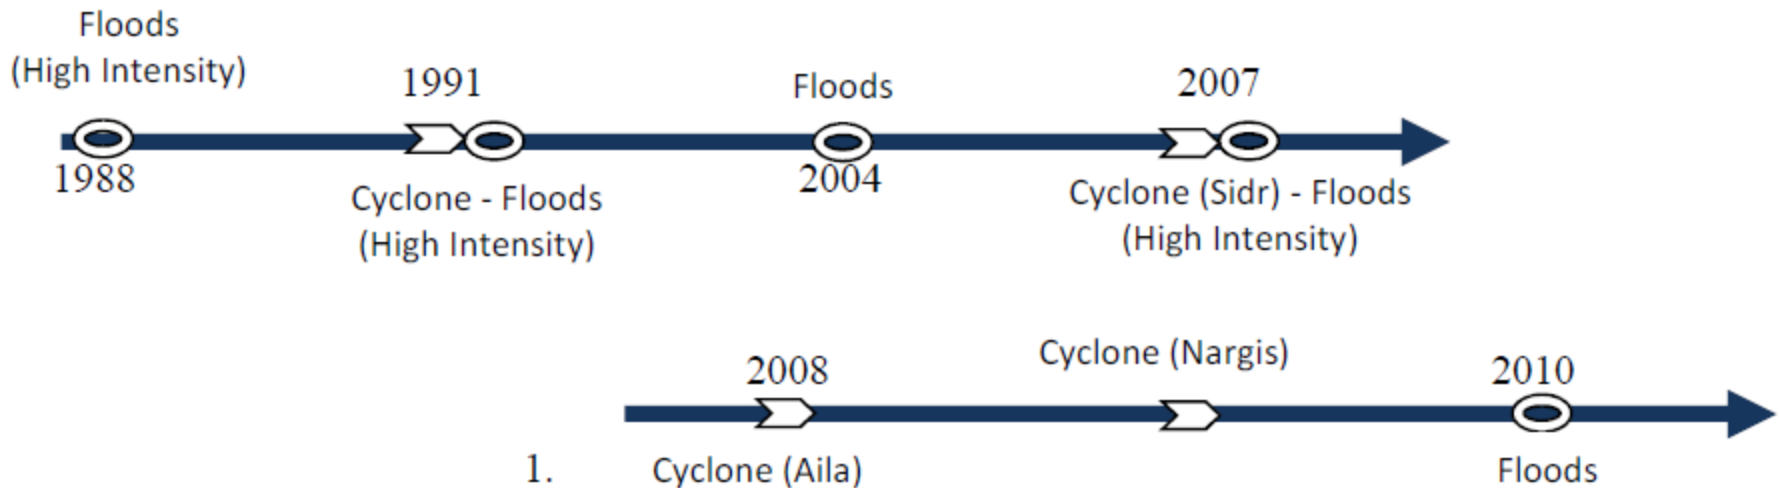 Floods
(High Intensity)
1991
Floods
2007
1988
Cyclone - Floods
(High Intensity)
2004
Cyclone (Sidr) - Floods
(High Intensity)
2008
Cyclone (Nargis)
2010
1.
Cyclone (Aila)
Floods